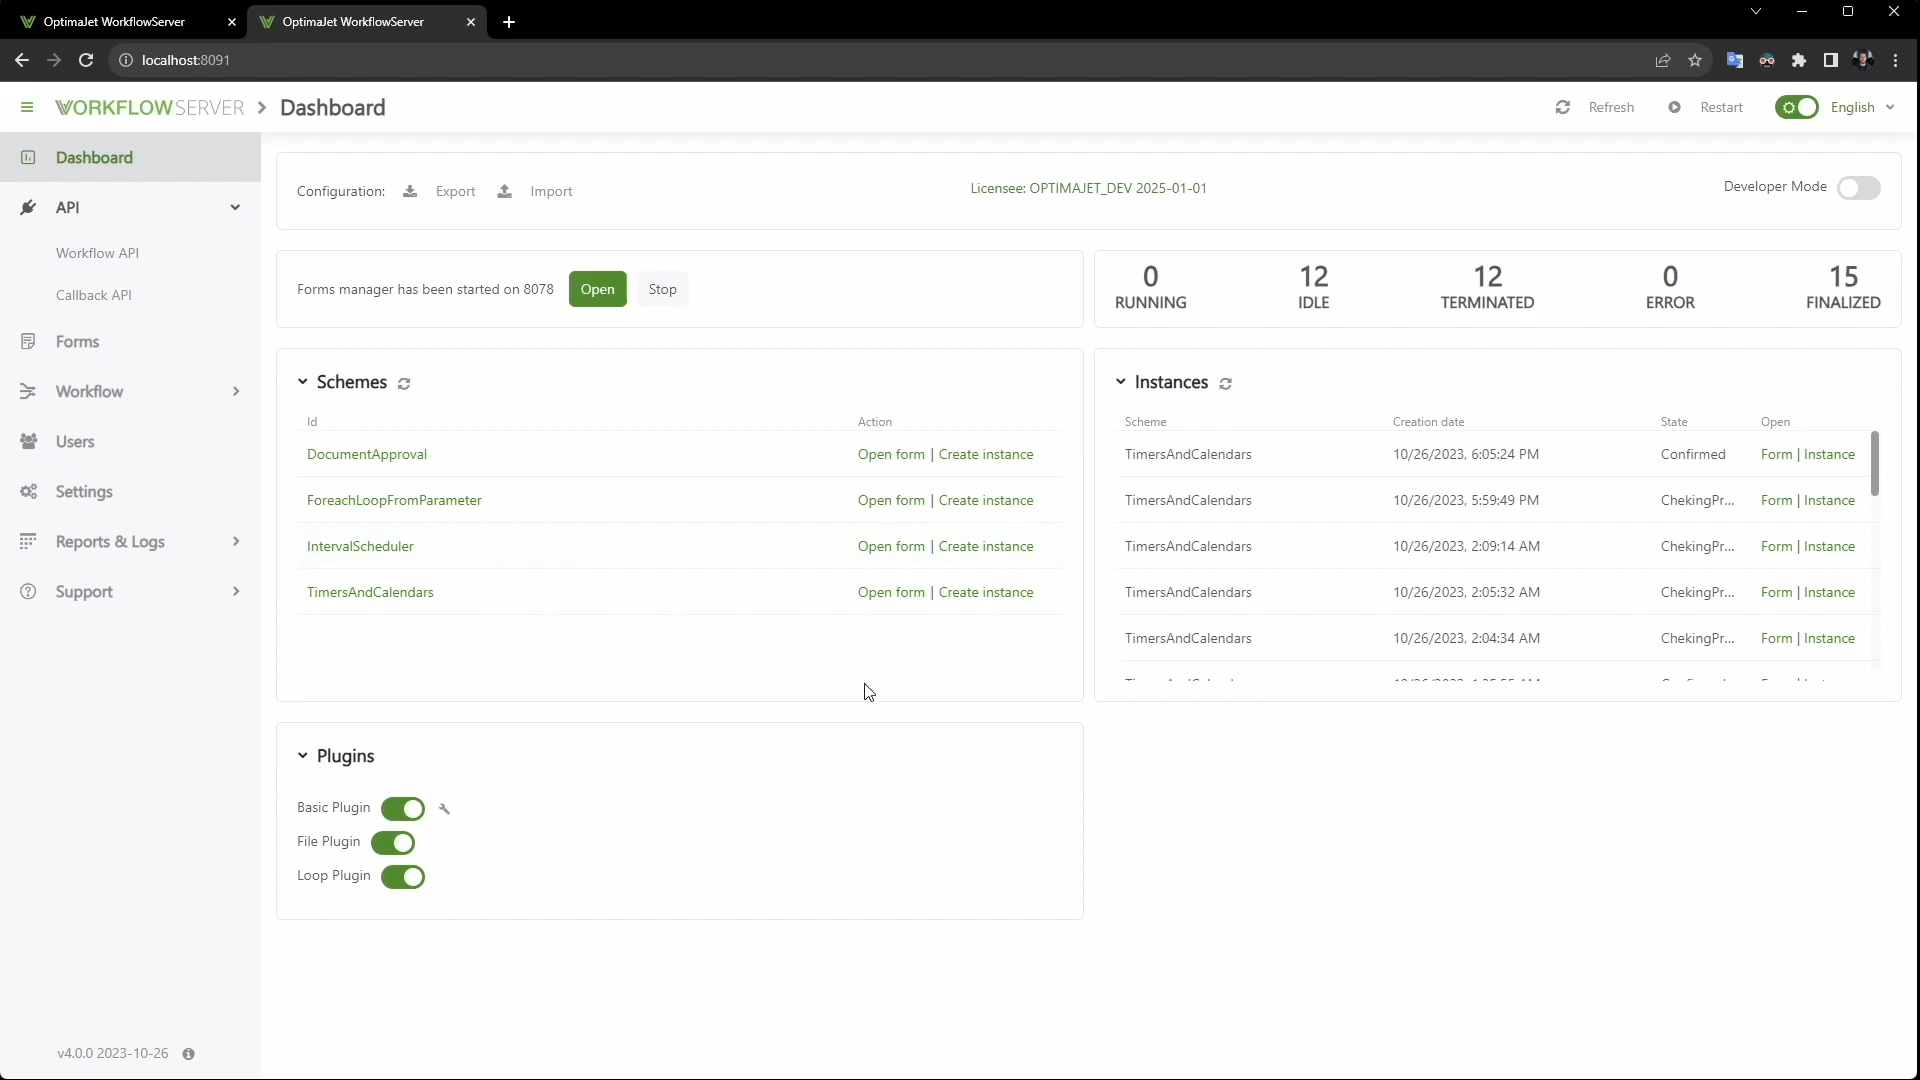 OptimaJet WorkflowServer
OptimaJet WorkflowServer
localhost:8091
WORKFLOWSERVER
Dashboard
Refresh
Restart
English
Dashboard
API
Workflow API
Callback API
Forms
Workflow
Users
Settings
Reports & Logs
Support
v4.0.0 2023-10-26
Configuration: Export Import
Licensee: OPTIMAJET_DEV 2025-01-01
Developer Mode
Forms manager has been started on 8078 Open Stop
0 12 12 0 15
RUNNING IDLE TERMINATED ERROR FINALIZED
Schemes
Id Action
DocumentApproval Open form | Create instance
ForeachLoopFromParameter Open form | Create instance
IntervalScheduler Open form | Create instance
TimersAndCalendars Open form | Create instance
Instances
Scheme Creation date State Open
TimersAndCalendars 10/26/2023, 6:05:24 PM Confirmed Form | Instance
TimersAndCalendars 10/26/2023, 5:59:49 PM ChekingPr... Form | Instance
TimersAndCalendars 10/26/2023, 2:09:14 AM ChekingPr... Form | Instance
TimersAndCalendars 10/26/2023, 2:05:32 AM ChekingPr... Form | Instance
TimersAndCalendars 10/26/2023, 2:04:34 AM ChekingPr... Form | Instance
Plugins
Basic Plugin
File Plugin
Loop Plugin